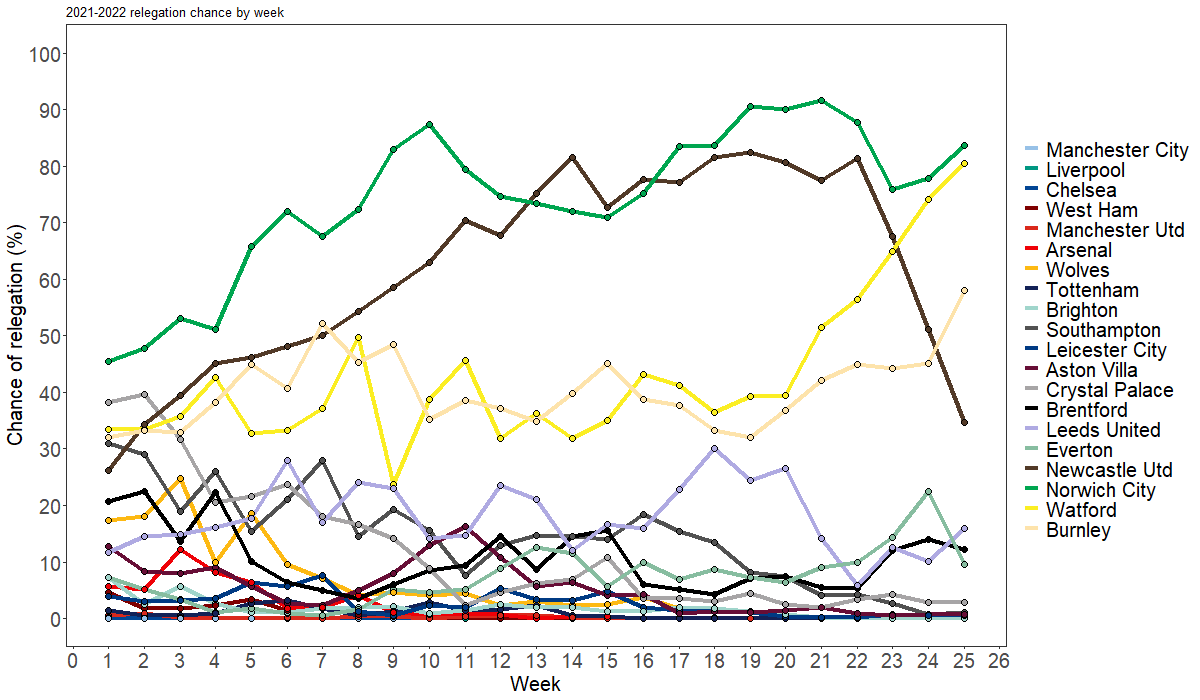 2021-2022 relegation chance by week
Chance of relegation (%)
100
90
80
70
60
50
40
30
20
10
0
0 1 2 3 4 5 6 7 8 9 10 11 12 13 14 15 16 17 18 19 20 21 22 23 24 25 26
Week
Manchester City
Liverpool
Chelsea
West Ham
Manchester Utd
Arsenal
Wolves
Tottenham
Brighton
Southampton
Leicester City
Aston Villa
Crystal Palace
Brentford
Leeds United
Everton
Newcastle Utd
Norwich City
Watford
Burnley